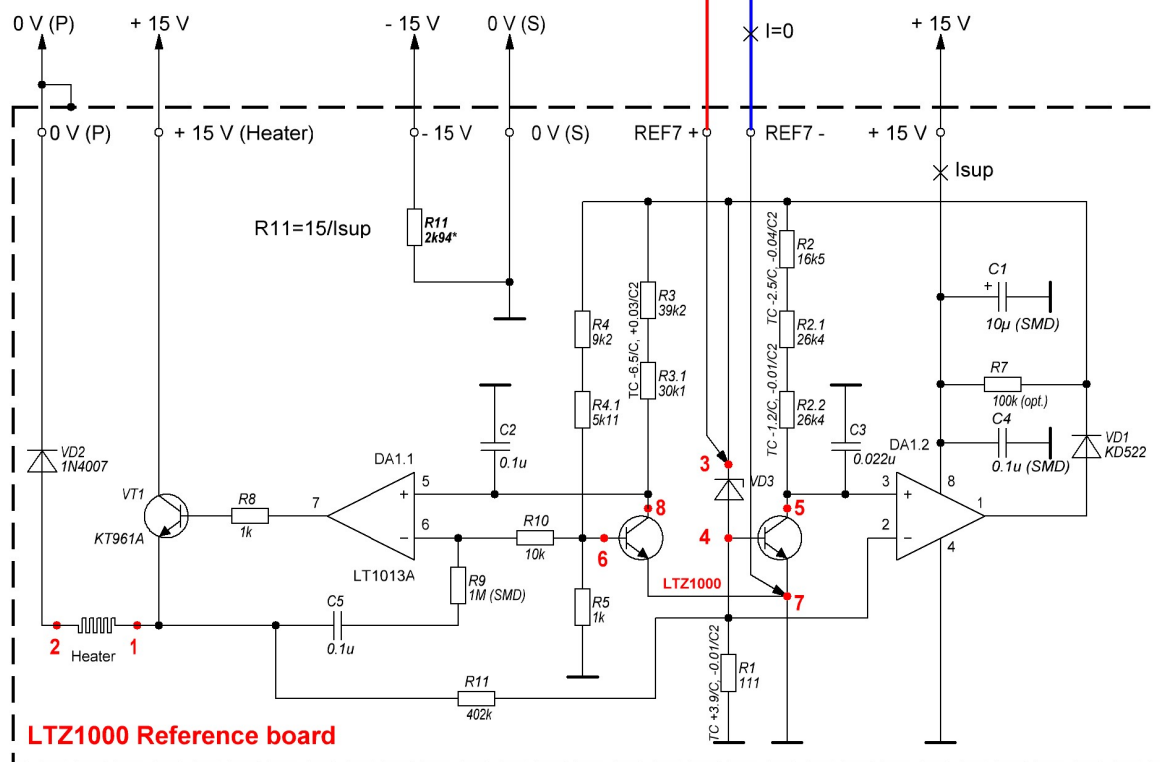 0 V (P)
+ 15 V
- 15 V
0 V (S)
I=0
+ 15 V
0 V (P)
+ 15 V (Heater)
- 15 V
0 V (S)
REF7 +
REF7 -
+ 15 V
Isup
R11=15/Isup
R11
2k94*
R4
9k2
R4.1
5k11
TC -6.5/C, +0.03/C2
R3
39k2
R3.1
30k1
TC -2.5/C, -0.04/C2
R2
16k5
TC -1.2/C, -0.01/C2
R2.1
26k4
R2.2
26k4
C1
+
10µ (SMD)
R7
100k (opt.)
C4
0.1u (SMD)
VD1
KD522
C2
0.1u
C3
0.022u
VD2
1N4007
VT1
KT961A
R8
1k
DA1.1
7
5
+
6
−
LT1013A
R10
10k
R9
1M (SMD)
6
8
3
VD3
4
5
7
LTZ1000
DA1.2
3
+
2
−
8
1
4
C5
0.1u
R5
1k
2
1
Heater
R11
402k
TC +3.9/C, -0.01/C2
R1
111
LTZ1000 Reference board